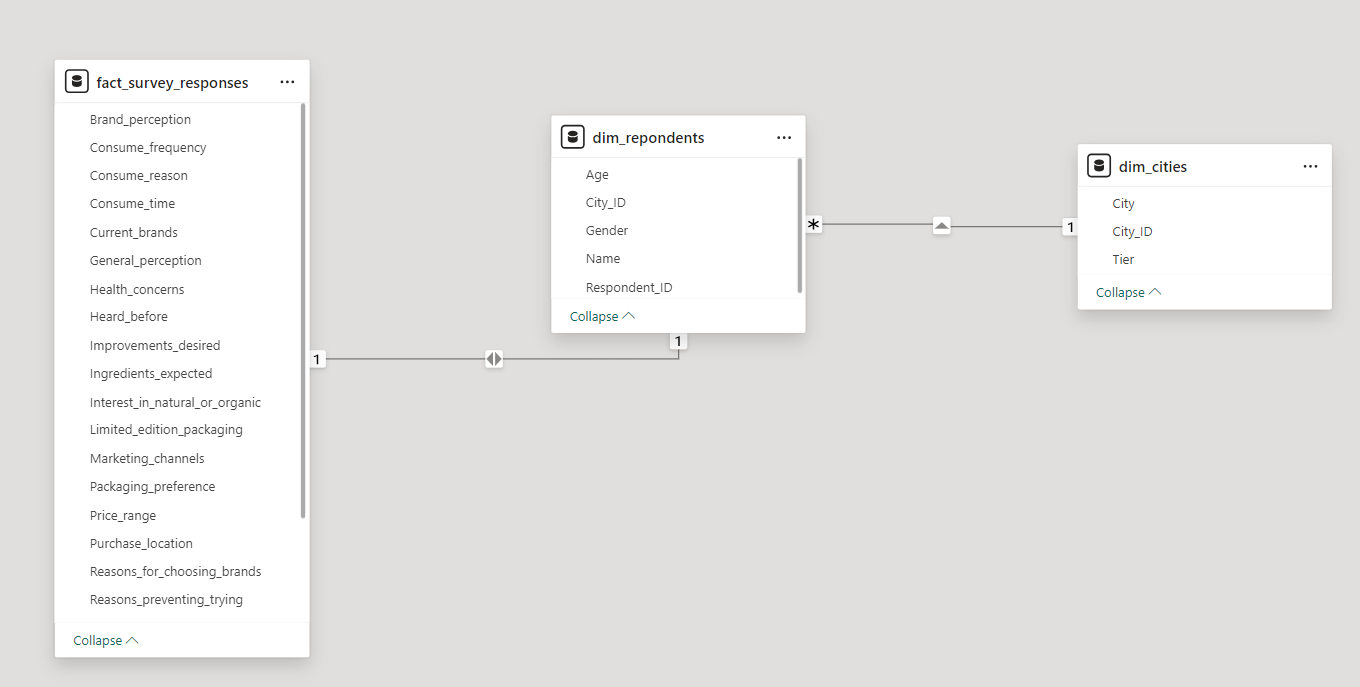 fact_survey_responses
Brand_perception
Consume_frequency
Consume_reason
Consume_time
Current_brands
General_perception
Health_concerns
Heard_before
Improvements_desired
Ingredients_expected
Interest_in_natural_or_organic
Limited_edition_packaging
Marketing_channels
Packaging_preference
Price_range
Purchase_location
Reasons_for_choosing_brands
Reasons_preventing_trying
Collapse
1
1
dim_repondents
Age
City_ID
Gender
Name
Respondent_ID
Collapse
*
1
dim_cities
City
City_ID
Tier
Collapse